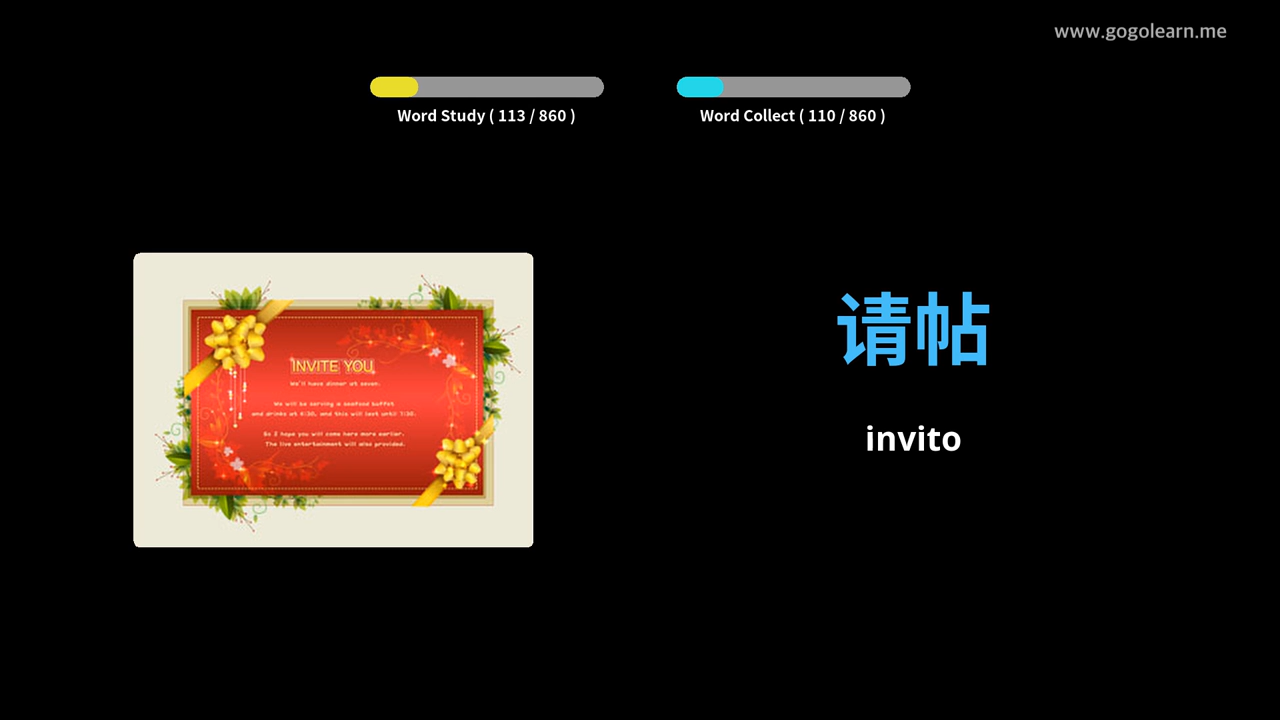 www.gogolearn.me
Word Study ( 113 / 860 )
Word Collect ( 110 / 860 )
INVITE YOU
We'll have dinner at seven.
We will be serving a seafood buffet
and drinks at 6:30, and this will last until 7:30.
So I hope you will come here more earlier.
The live entertainment will also provided.
请帖
invito